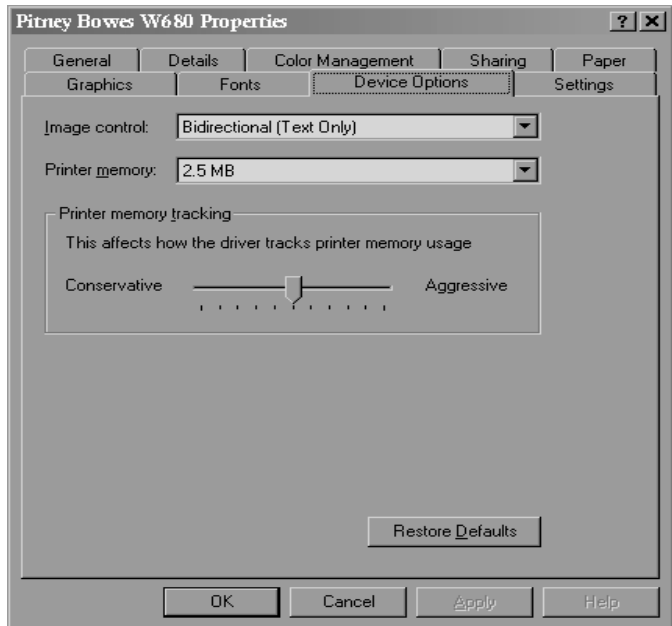 Pitney Bowes W680 Properties ?
General Details Color Management Sharing Paper
Graphics Fonts Device Options Settings
Image control: Bidirectional (Text Only)
Printer memory: 2.5 MB
Printer memory tracking
This affects how the driver tracks printer memory usage
Conservative Aggressive
Restore Defaults
OK Cancel Apply Help